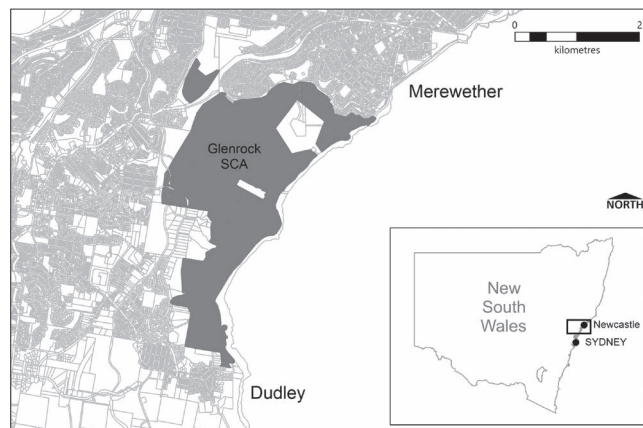 0 2
kilometres
Merewether
Glenrock
SCA
NORTH
New
South
Wales
Newcastle
SYDNEY
Dudley